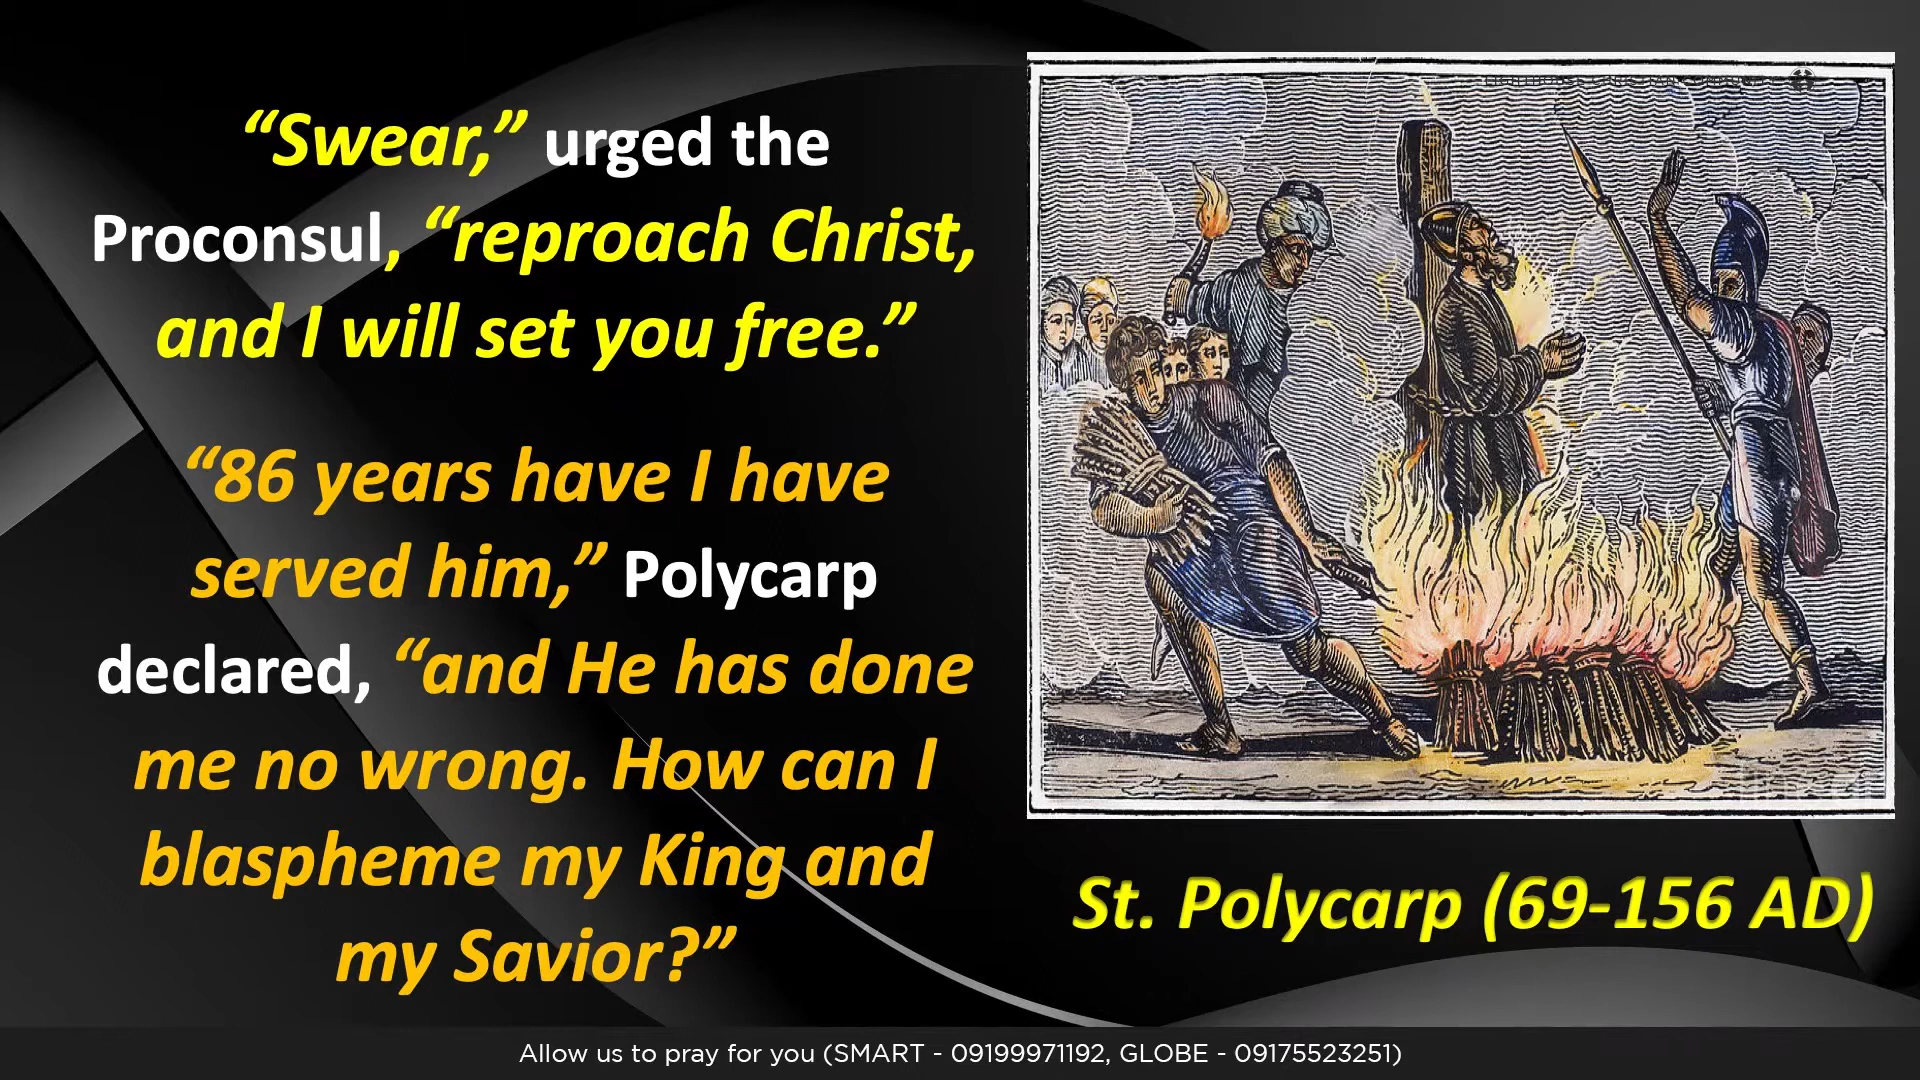 “Swear,” urged the
Proconsul, “reproach Christ,
and I will set you free.”
“86 years have I have
served him,” Polycarp
declared, “and He has done
me no wrong. How can I
blaspheme my King and
my Savior?”
St. Polycarp (69-156 AD)
Allow us to pray for you (SMART - 09199971192, GLOBE - 09175523251)